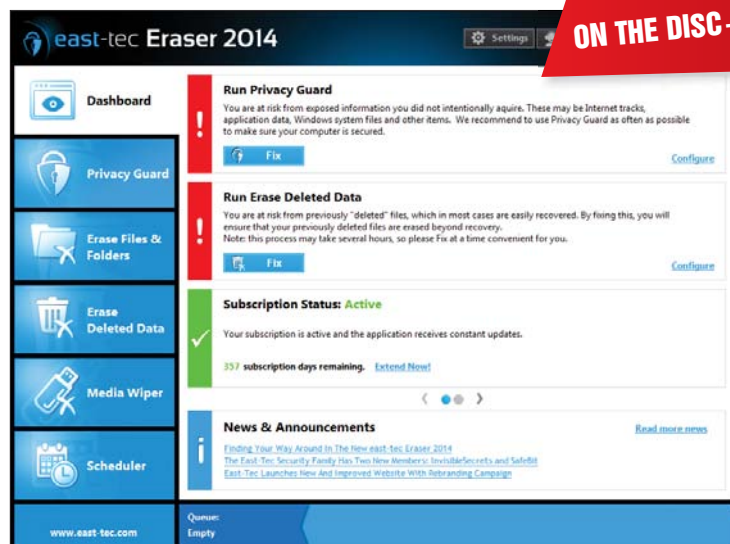 east-tec Eraser 2014
Settings
ON THE DISC
Dashboard
Privacy Guard
Erase Files &
Folders
Erase
Deleted Data
Media Wiper
Scheduler
www.east-tec.com
Run Privacy Guard
You are at risk from exposed information you did not intentionally aquire. These may be Internet tracks,
application data, Windows system files and other items. We recommend to use Privacy Guard as often as possible
to make sure your computer is secured.
Fix
Configure
Run Erase Deleted Data
You are at risk from previously "deleted" files, which in most cases are easily recovered. By fixing this, you will
ensure that your previously deleted files are erased beyond recovery.
Note: this process may take several hours, so please Fix at a time convenient for you.
Fix
Configure
Subscription Status: Active
Your subscription is active and the application receives constant updates.
357 subscription days remaining. Extend Now!
News & Announcements
Read more news
Finding Your Way Around In The New east-tec Eraser 2014
The East-Tec Security Family Has Two New Members: InvisibleSecrets and SafeBit
East-Tec Launches New And Improved Website With Rebranding Campaign
Queue:
Empty